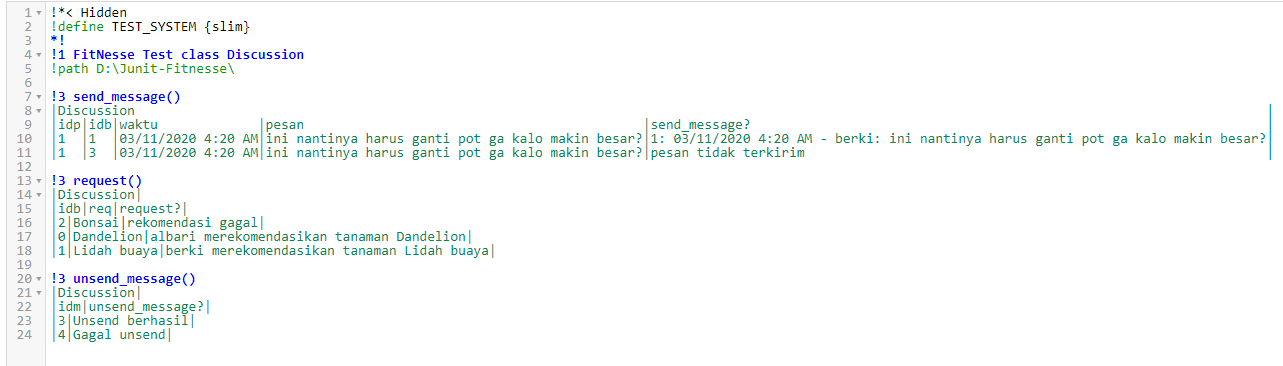 1 !*< Hidden
2 !define TEST_SYSTEM {slim}
3 *!
4 !1 FitNesse Test class Discussion
5 !path D:\Junit-Fitnesse\
6
7 !3 send_message()
8 |Discussion |
9 |idp|idb|waktu |pesan |send_message? |
10 |1 |1 |03/11/2020 4:20 AM|ini nantinya harus ganti pot ga kalo makin besar?|1: 03/11/2020 4:20 AM - berki: ini nantinya harus ganti pot ga kalo makin besar?|
11 |1 |3 |03/11/2020 4:20 AM|ini nantinya harus ganti pot ga kalo makin besar?|pesan tidak terkirim |
12
13 !3 request()
14 |Discussion|
15 |idb|req|request?|
16 |2|Bonsai|rekomendasi gagal|
17 |0|Dandelion|albari merekomendasikan tanaman Dandelion|
18 |1|Lidah buaya|berki merekomendasikan tanaman Lidah buaya|
19
20 !3 unsend_message()
21 |Discussion|
22 |idm|unsend_message?|
23 |3|Unsend berhasil|
24 |4|Gagal unsend|